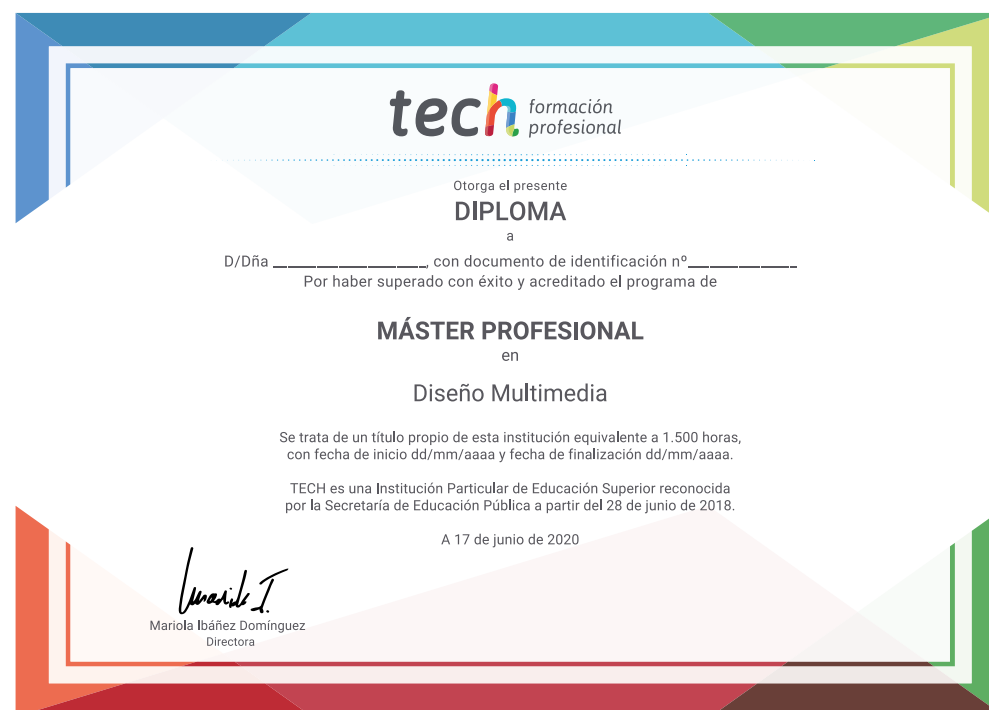 tech formación
profesional
Otorga el presente
DIPLOMA
a
D/Dña ____________________, con documento de identificación nº______________
Por haber superado con éxito y acreditado el programa de
MÁSTER PROFESIONAL
en
Diseño Multimedia
Se trata de un título propio de esta institución equivalente a 1.500 horas,
con fecha de inicio dd/mm/aaaa y fecha de finalización dd/mm/aaaa.
TECH es una Institución Particular de Educación Superior reconocida
por la Secretaría de Educación Pública a partir del 28 de junio de 2018.
A 17 de junio de 2020
Mariola Ibáñez Domínguez
Directora